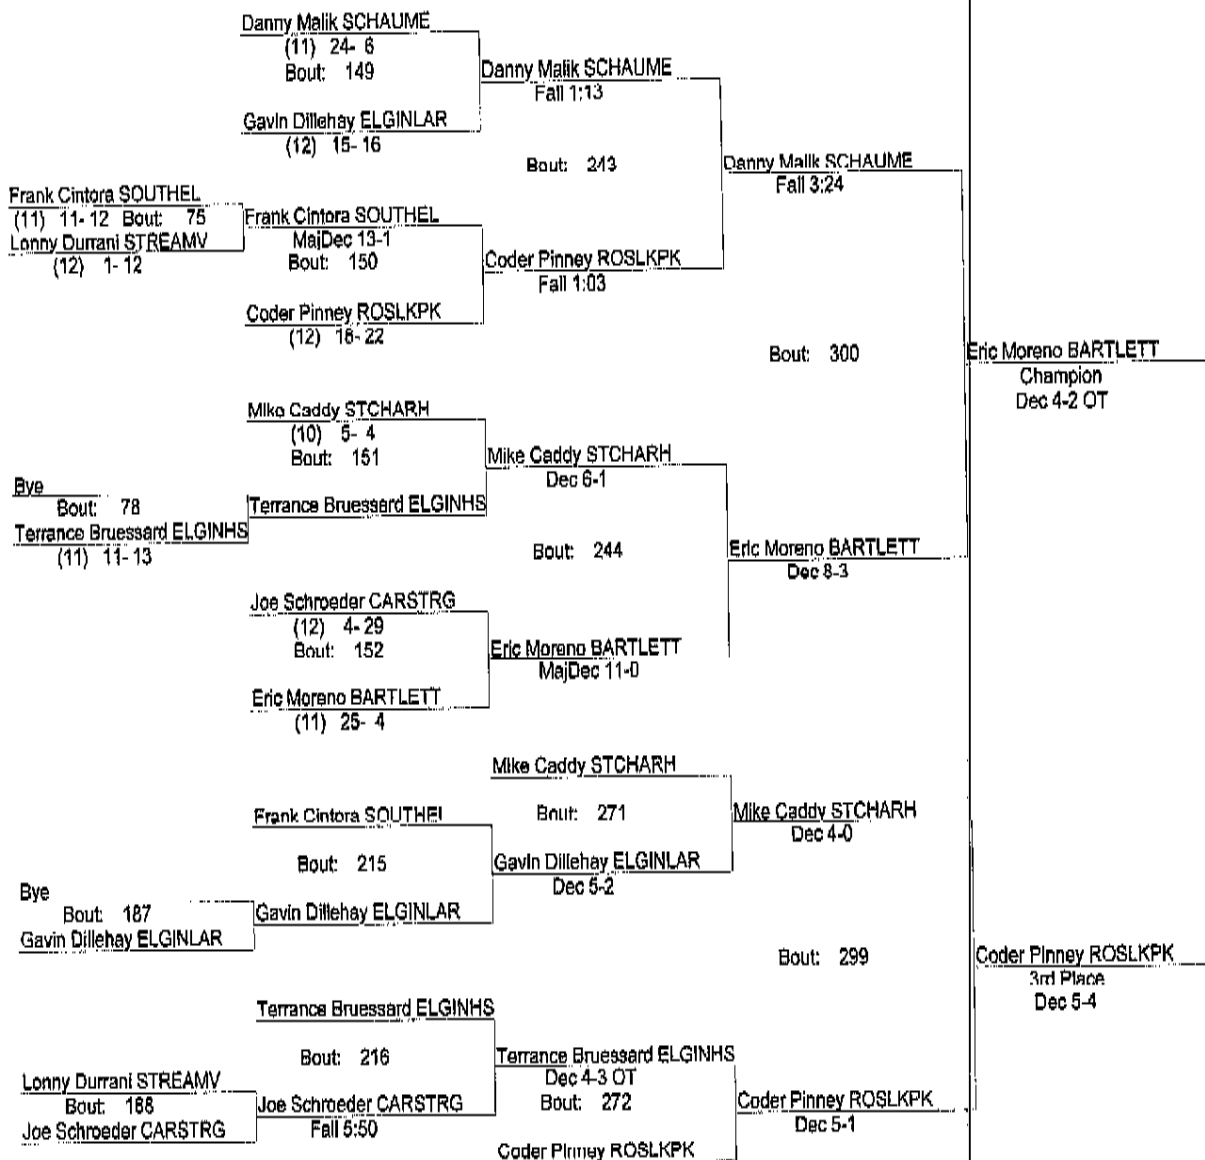 Danny Malik SCHAUME
(11) 24- 6
Bout: 149
Danny Malik SCHAUME
Fall 1:13
Gavin Dillehay ELGINLAR
(12) 15- 16
Bout: 243
Danny Malik SCHAUME
Fall 3:24
Frank Cintora SOUTHEL
(11) 11- 12 Bout: 75
Lonny Durrani STREAMV
(12) 1- 12
Frank Cintora SOUTHEL
MajDec 13-1
Bout: 150
Coder Pinney ROSLKPK
Fall 1:03
Coder Pinney ROSLKPK
(12) 18- 22
Bout: 300
Eric Moreno BARTLETT
Champion
Dec 4-2 OT
Mike Caddy STCHARH
(10) 5- 4
Bout: 151
Mike Caddy STCHARH
Dec 6-1
Bye
Bout: 78
Terrance Bruessard ELGINHS
(11) 11- 13
Terrance Bruessard ELGINHS
Bout: 244
Eric Moreno BARTLETT
Dec 8-3
Joe Schroeder CARSTRG
(12) 4- 29
Bout: 152
Eric Moreno BARTLETT
MajDec 11-0
Eric Moreno BARTLETT
(11) 25- 4
Mike Caddy STCHARH
Frank Cintora SOUTHEL
Bout: 271
Mike Caddy STCHARH
Dec 4-0
Bout: 215
Gavin Dillehay ELGINLAR
Dec 5-2
Bye
Bout: 187
Gavin Dillehay ELGINLAR
Gavin Dillehay ELGINLAR
Bout: 299
Coder Pinney ROSLKPK
3rd Place
Dec 5-4
Terrance Bruessard ELGINHS
Bout: 216
Terrance Bruessard ELGINHS
Dec 4-3 OT
Bout: 272
Lonny Durrani STREAMV
Bout: 188
Joe Schroeder CARSTRG
Joe Schroeder CARSTRG
Fall 5:50
Coder Pinney ROSLKPK
Dec 5-1
Coder Pinney ROSLKPK